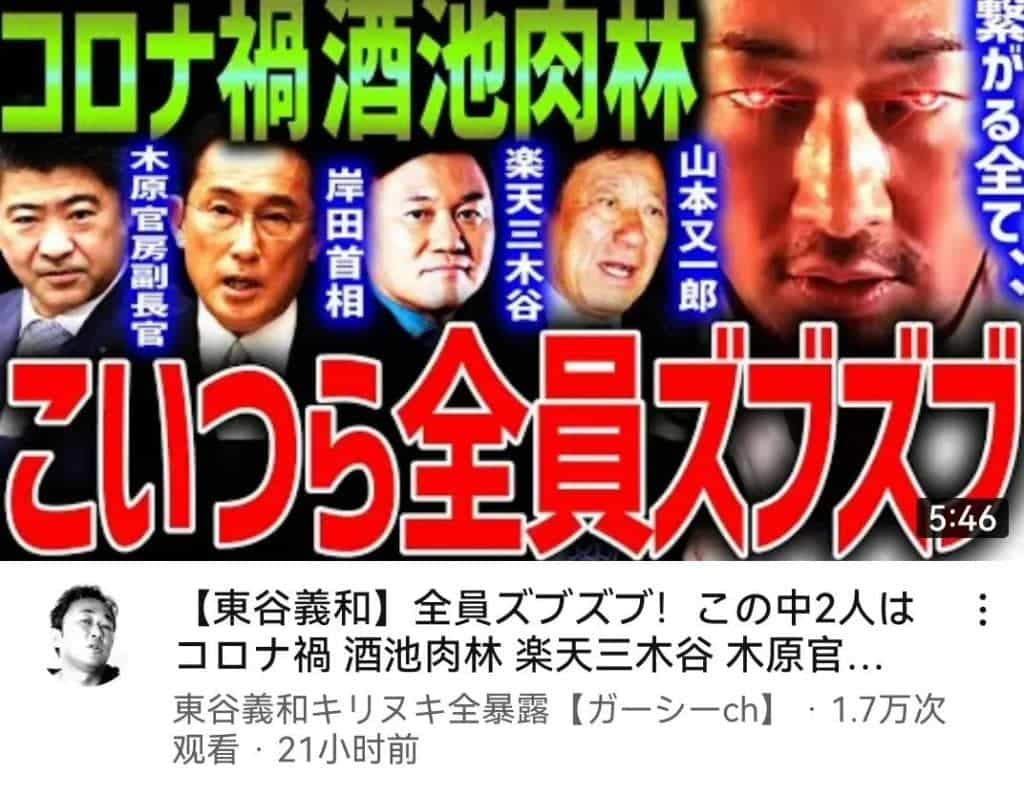 コロナ禍 酒池肉林
繋がる全て、、
木原官房副長官
岸田首相
楽天三木谷
山本又一郎
こいつら全員ズブズブ
5:46
【東谷義和】全員ズブズブ！この中2人は
コロナ禍 酒池肉林 楽天三木谷 木原官...
東谷義和キリヌキ全暴露【ガーシーch】 · 1.7万次
观看 · 21小时前